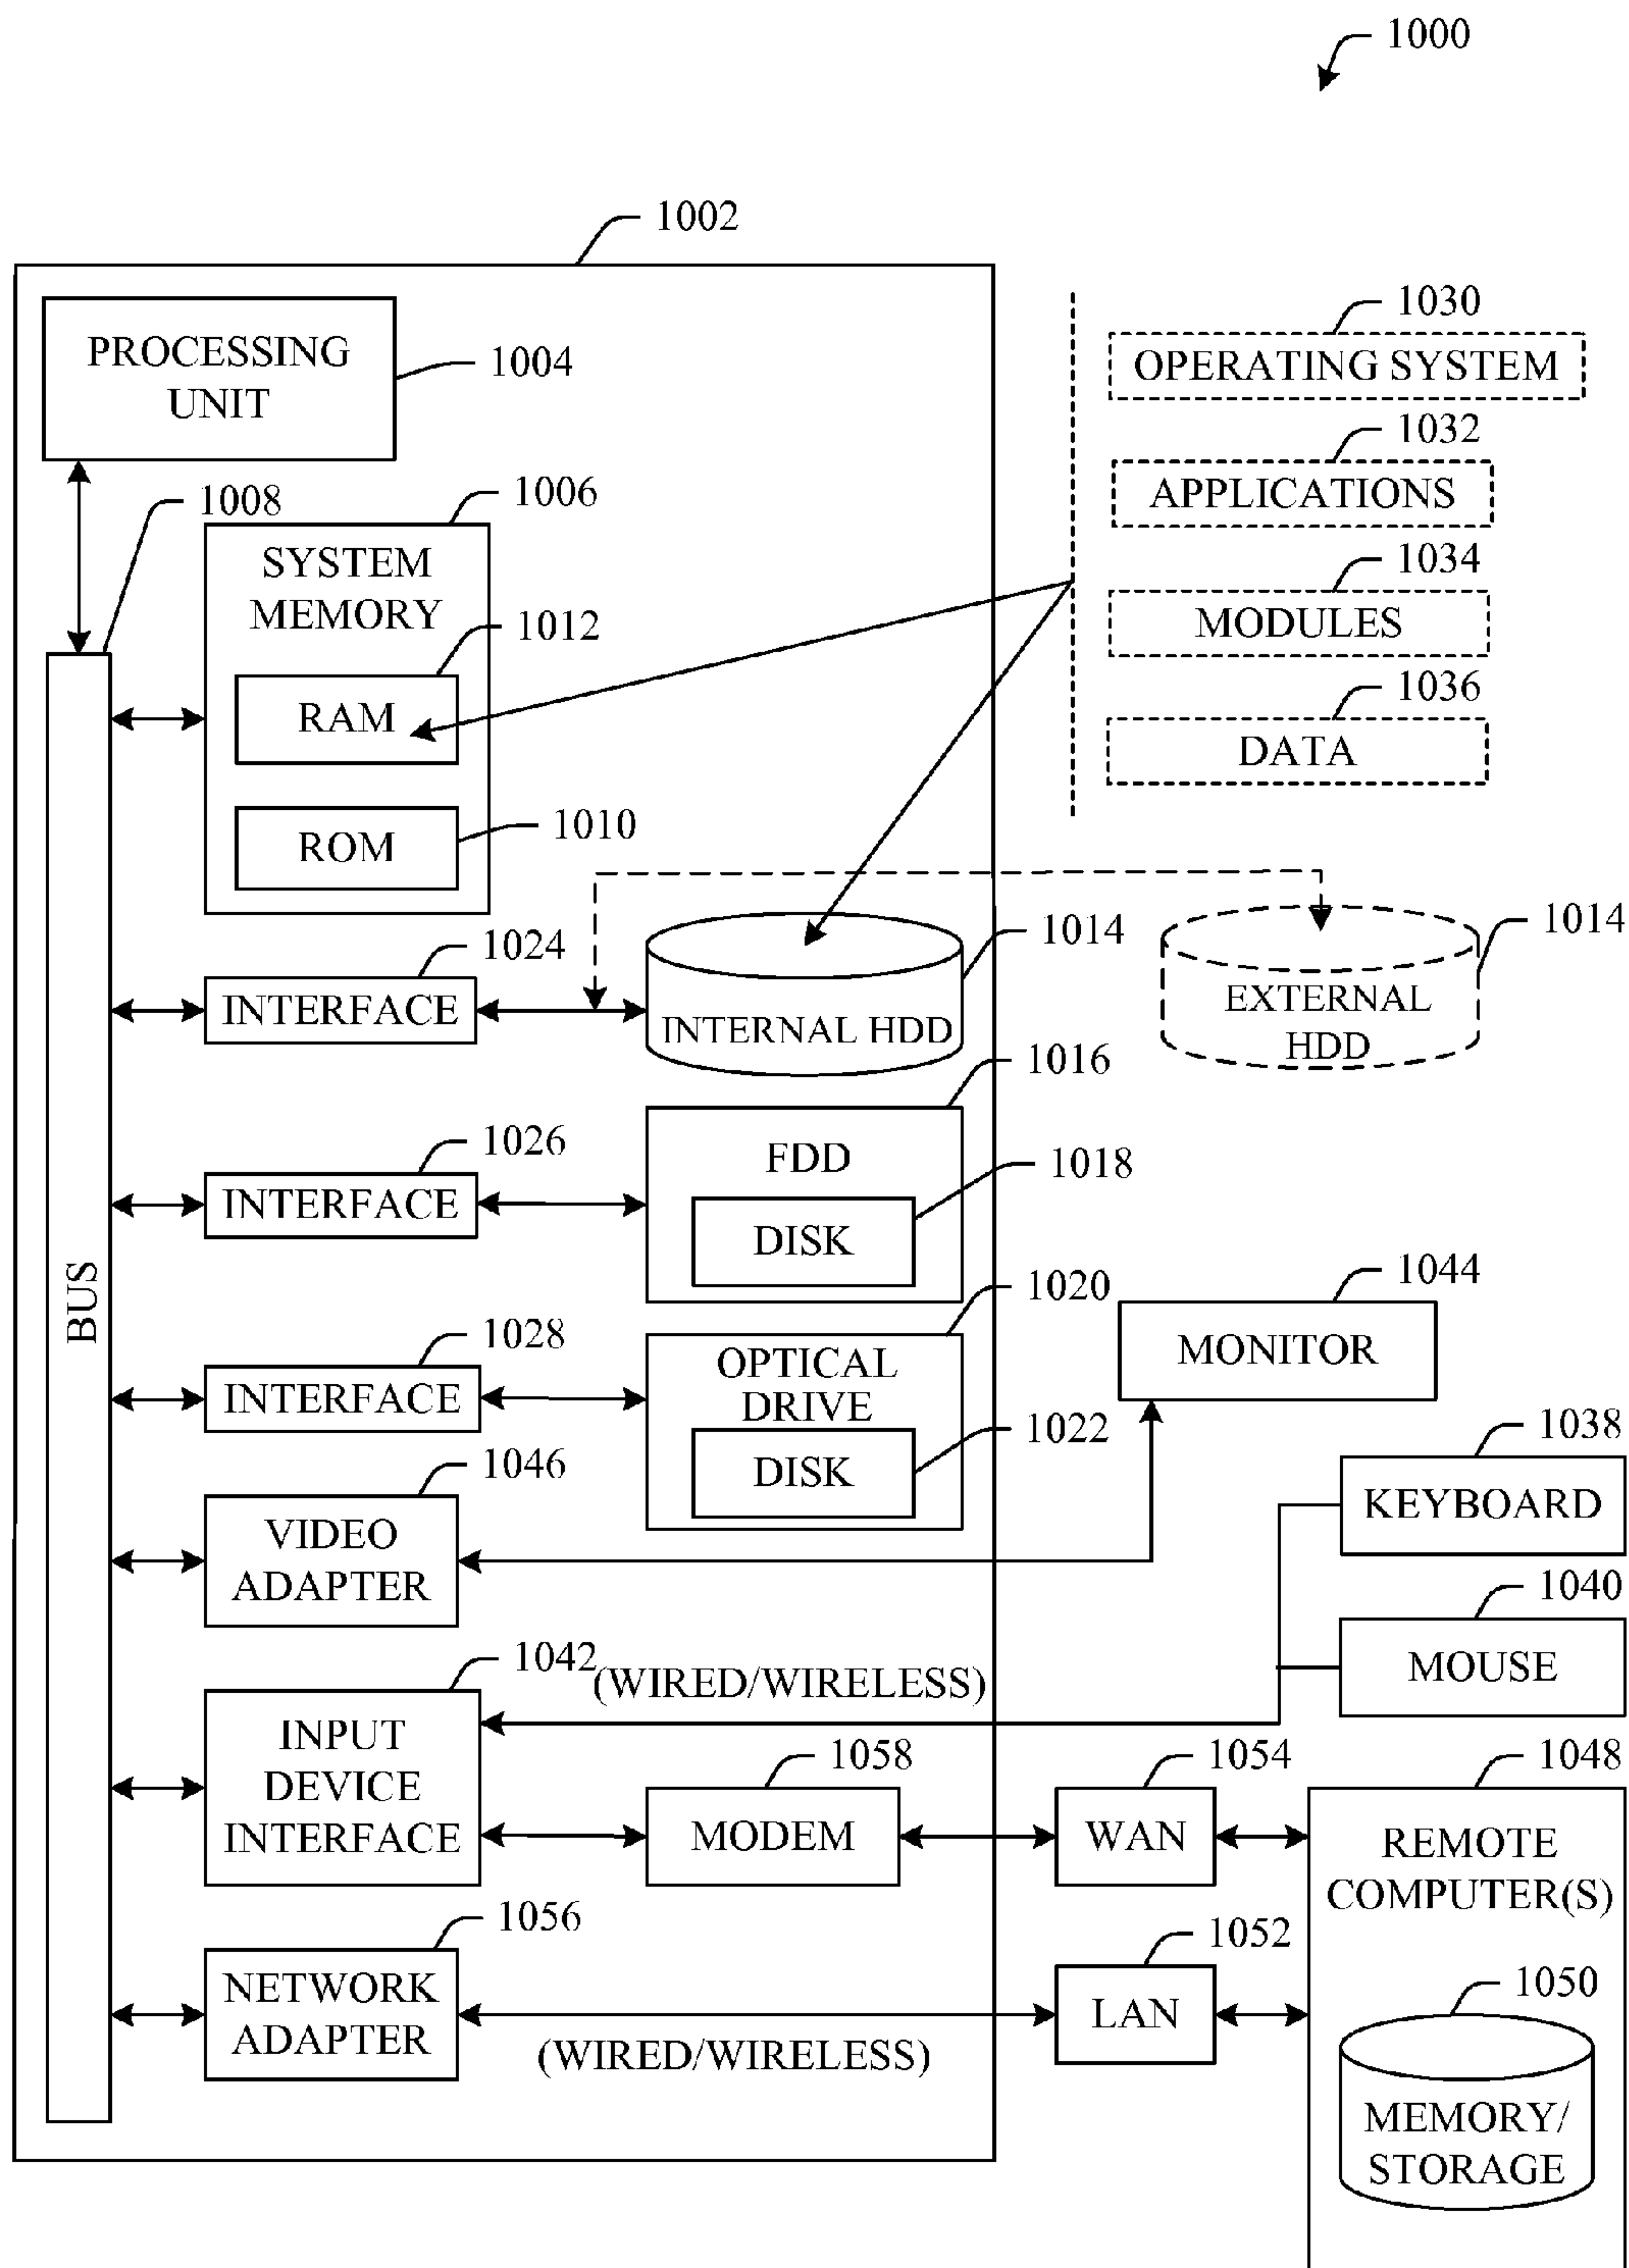 1000
1002
PROCESSING
UNIT
1004
1030
OPERATING SYSTEM
1032
APPLICATIONS
1034
MODULES
1036
DATA
1008
1006
SYSTEM
MEMORY
1012
RAM
1010
ROM
1024
INTERFACE
1014
INTERNAL HDD
1014
EXTERNAL
HDD
1016
FDD
1026
INTERFACE
1018
DISK
BUS
1020
OPTICAL
DRIVE
1028
INTERFACE
1022
DISK
1044
MONITOR
1046
VIDEO
ADAPTER
1038
KEYBOARD
1040
MOUSE
1042
(WIRED/WIRELESS)
INPUT
DEVICE
INTERFACE
1058
MODEM
1054
WAN
1048
REMOTE
COMPUTER(S)
1056
NETWORK
ADAPTER
(WIRED/WIRELESS)
1052
LAN
1050
MEMORY/
STORAGE